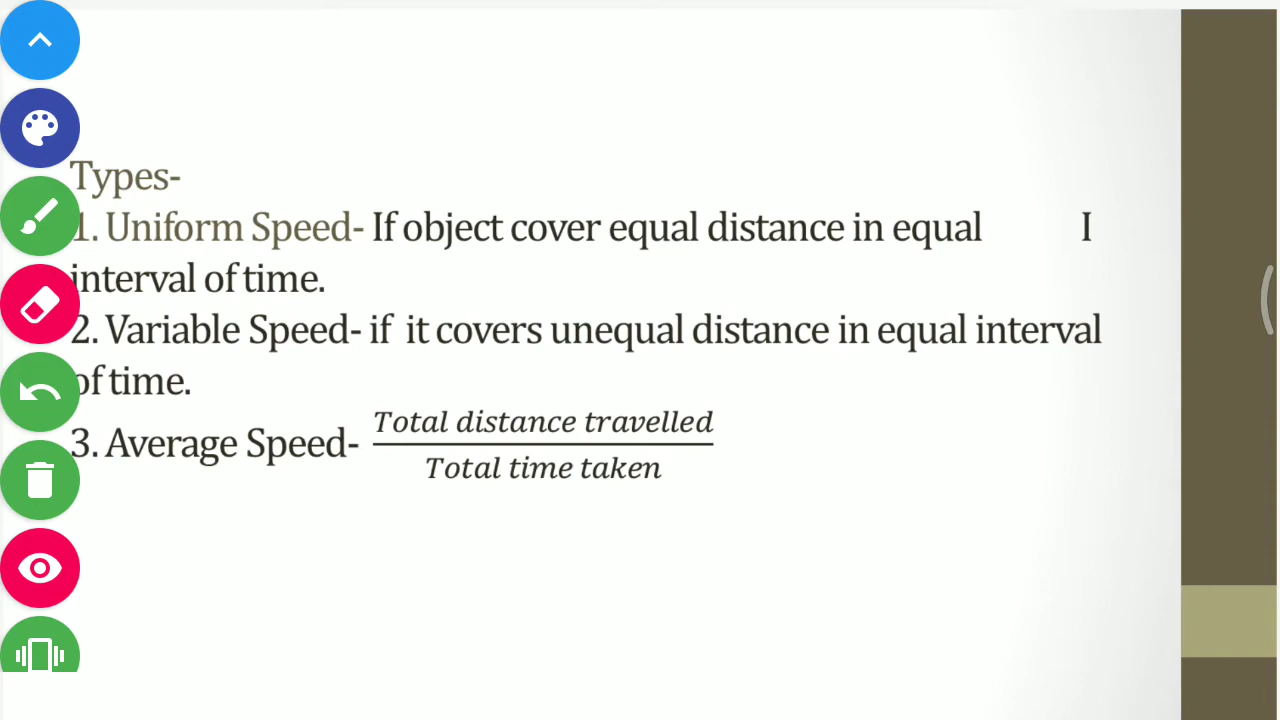 Types-
1. Uniform Speed- If object cover equal distance in equal I
interval of time.
2. Variable Speed- if it covers unequal distance in equal interval
of time.
3. Average Speed- Total distance travelled
Total time taken